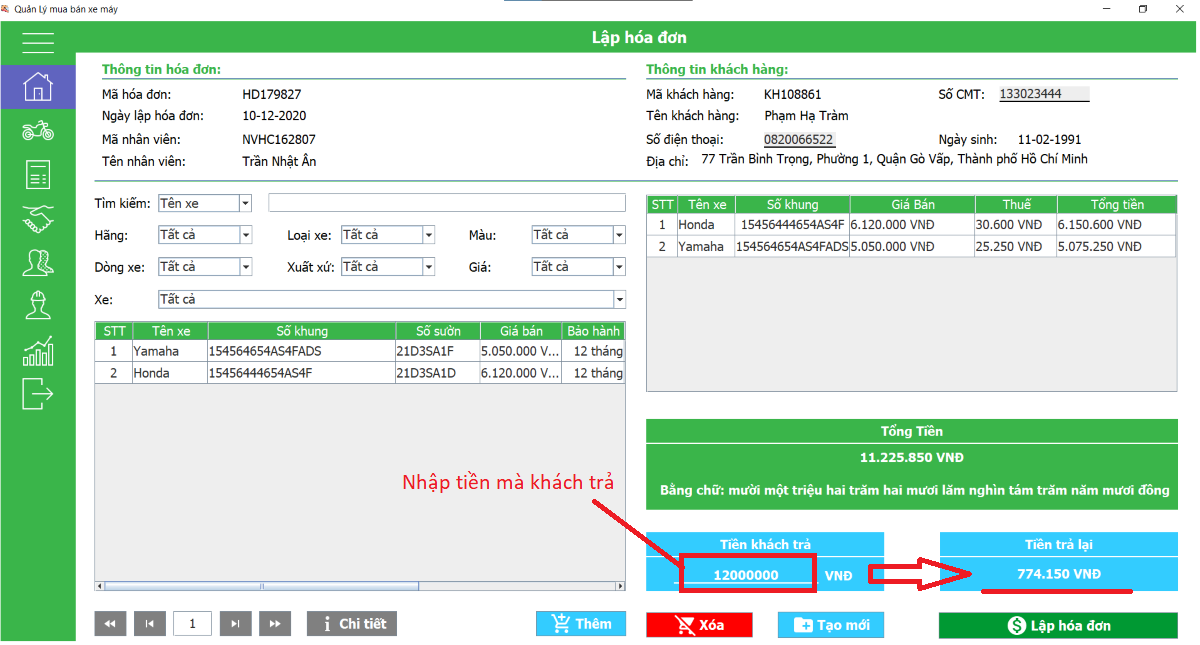 Quản Lý mua bán xe máy
Lập hóa đơn
Thông tin hóa đơn:
Mã hóa đơn: HD179827
Ngày lập hóa đơn: 10-12-2020
Mã nhân viên: NVHC162807
Tên nhân viên: Trần Nhật Ân
Thông tin khách hàng:
Mã khách hàng: KH108861 Số CMT: 133023444
Tên khách hàng: Phạm Hạ Tràm
Số điện thoại: 0820066522 Ngày sinh: 11-02-1991
Địa chỉ: 77 Trần Bình Trọng, Phường 1, Quận Gò Vấp, Thành phố Hồ Chí Minh
Tìm kiếm: Tên xe
Hãng: Tất cả Loại xe: Tất cả Màu: Tất cả
Dòng xe: Tất cả Xuất xứ: Tất cả Giá: Tất cả
Xe: Tất cả
STT Tên xe Số khung Số sườn Giá bán Bảo hành
1 Yamaha 154564654AS4FADS 21D3SA1F 5.050.000 V... 12 tháng
2 Honda 15456444654AS4F 21D3SA1D 6.120.000 V... 12 tháng
STT Tên xe Số khung Giá Bán Thuế Tổng tiền
1 Honda 15456444654AS4F 6.120.000 VNĐ 30.600 VNĐ 6.150.600 VNĐ
2 Yamaha 154564654AS4FADS 5.050.000 VNĐ 25.250 VNĐ 5.075.250 VNĐ
Tổng Tiền
11.225.850 VNĐ
Bằng chữ: mười một triệu hai trăm hai mươi lăm nghìn tám trăm năm mươi đồng
Nhập tiền mà khách trả
Tiền khách trả
12000000 VNĐ
Tiền trả lại
774.150 VNĐ
1
Chi tiết
Thêm
Xóa
Tạo mới
Lập hóa đơn